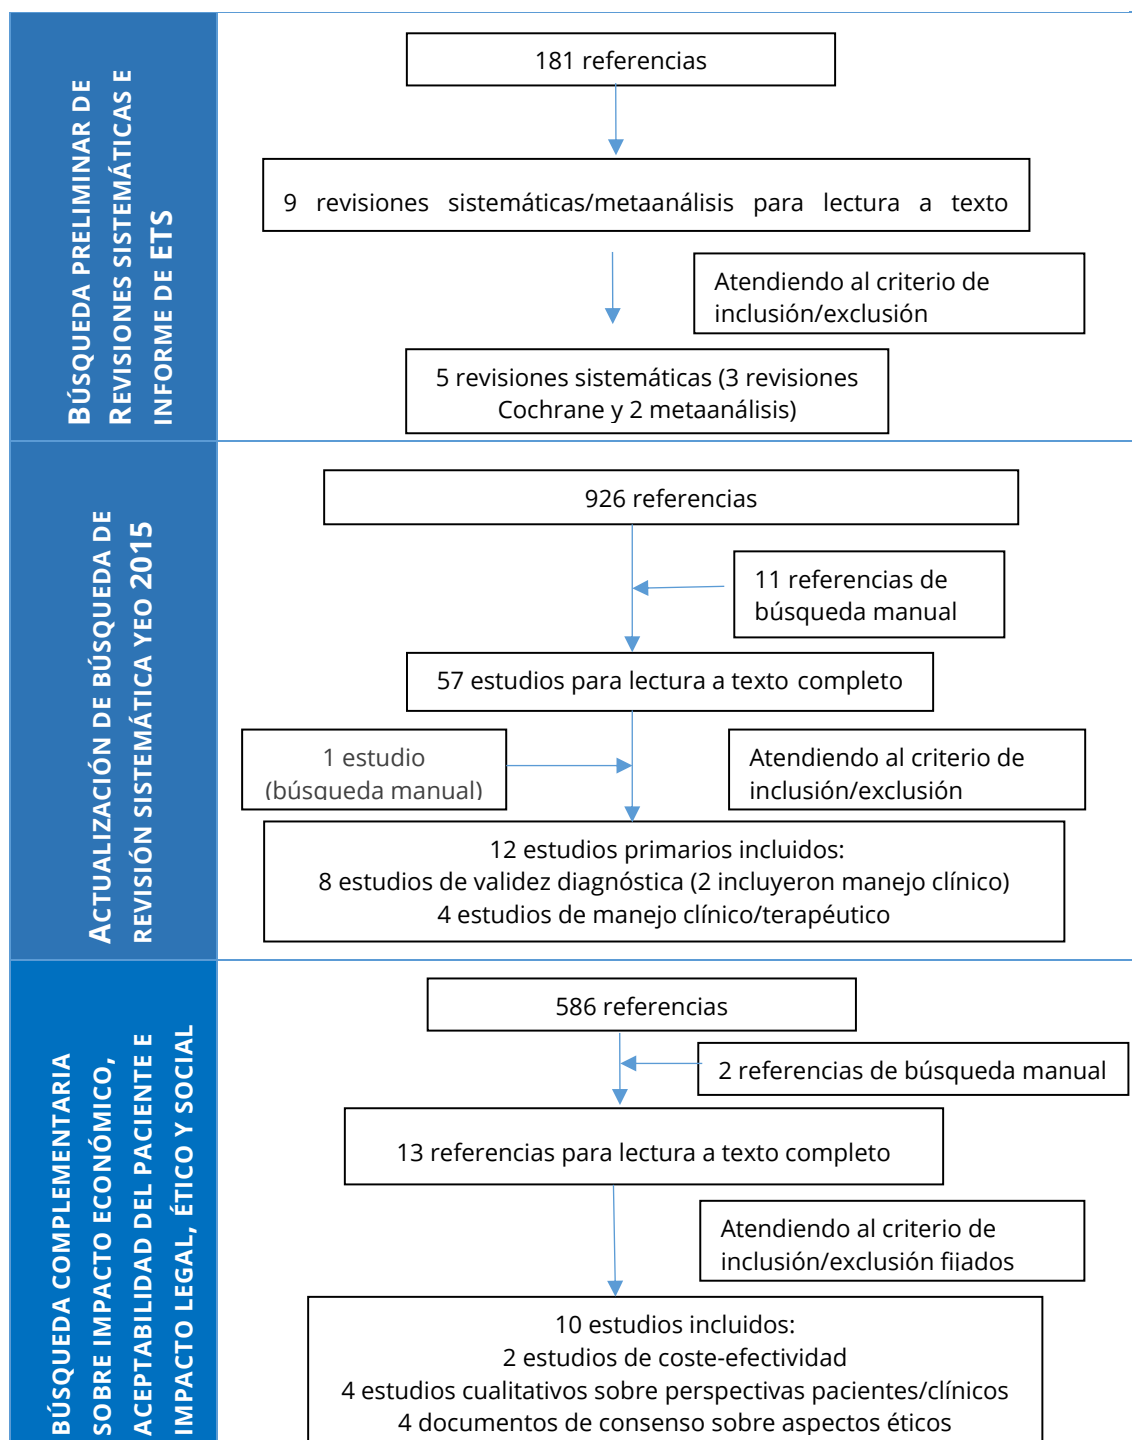 BÚSQUEDA PRELIMINAR DE
REVISIONES SISTEMÁTICAS E
INFORME DE ETS
181 referencias
9 revisiones sistemáticas/metaanálisis para lectura a texto
Atendiendo al criterio de
inclusión/exclusión
5 revisiones sistemáticas (3 revisiones
Cochrane y 2 metaanálisis)
ACTUALIZACIÓN DE BÚSQUEDA DE
REVISIÓN SISTEMÁTICA YEO 2015
926 referencias
11 referencias de
búsqueda manual
57 estudios para lectura a texto completo
1 estudio
(búsqueda manual)
Atendiendo al criterio de
inclusión/exclusión
12 estudios primarios incluidos:
8 estudios de validez diagnóstica (2 incluyeron manejo clínico)
4 estudios de manejo clínico/terapéutico
BÚSQUEDA COMPLEMENTARIA
SOBRE IMPACTO ECONÓMICO,
ACEPTABILIDAD DEL PACIENTE E
IMPACTO LEGAL, ÉTICO Y SOCIAL
586 referencias
2 referencias de búsqueda manual
13 referencias para lectura a texto completo
Atendiendo al criterio de
inclusión/exclusión fijados
10 estudios incluidos:
2 estudios de coste-efectividad
4 estudios cualitativos sobre perspectivas pacientes/clínicos
4 documentos de consenso sobre aspectos éticos